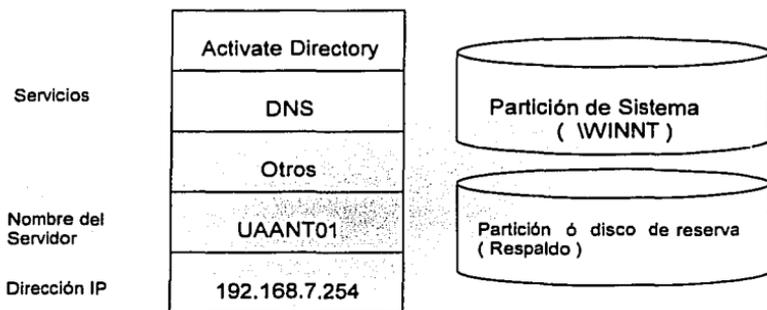 Activate Directory
Servicios
DNS
Otros
Nombre del
Servidor
UAANT01
Dirección IP
192.168.7.254
Partición de Sistema
( \WINNT )
Partición ó disco de reserva
( Respaldo )